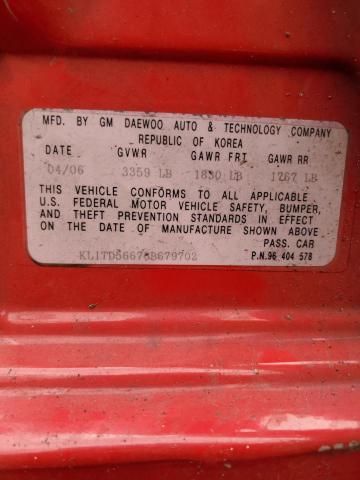 MFD. BY GM DAEWOO AUTO & TECHNOLOGY COMPANY
REPUBLIC OF KOREA
DATE GVWR GAWR FRT GAWR RR
04/06 3359 LB 1830 LB 1767 LB
THIS VEHICLE CONFORMS TO ALL APPLICABLE
U.S. FEDERAL MOTOR VEHICLE SAFETY, BUMPER,
AND THEFT PREVENTION STANDARDS IN EFFECT
ON THE DATE OF MANUFACTURE SHOWN ABOVE
PASS. CAR
KL1TD56676B679702
P.N.96 404 578